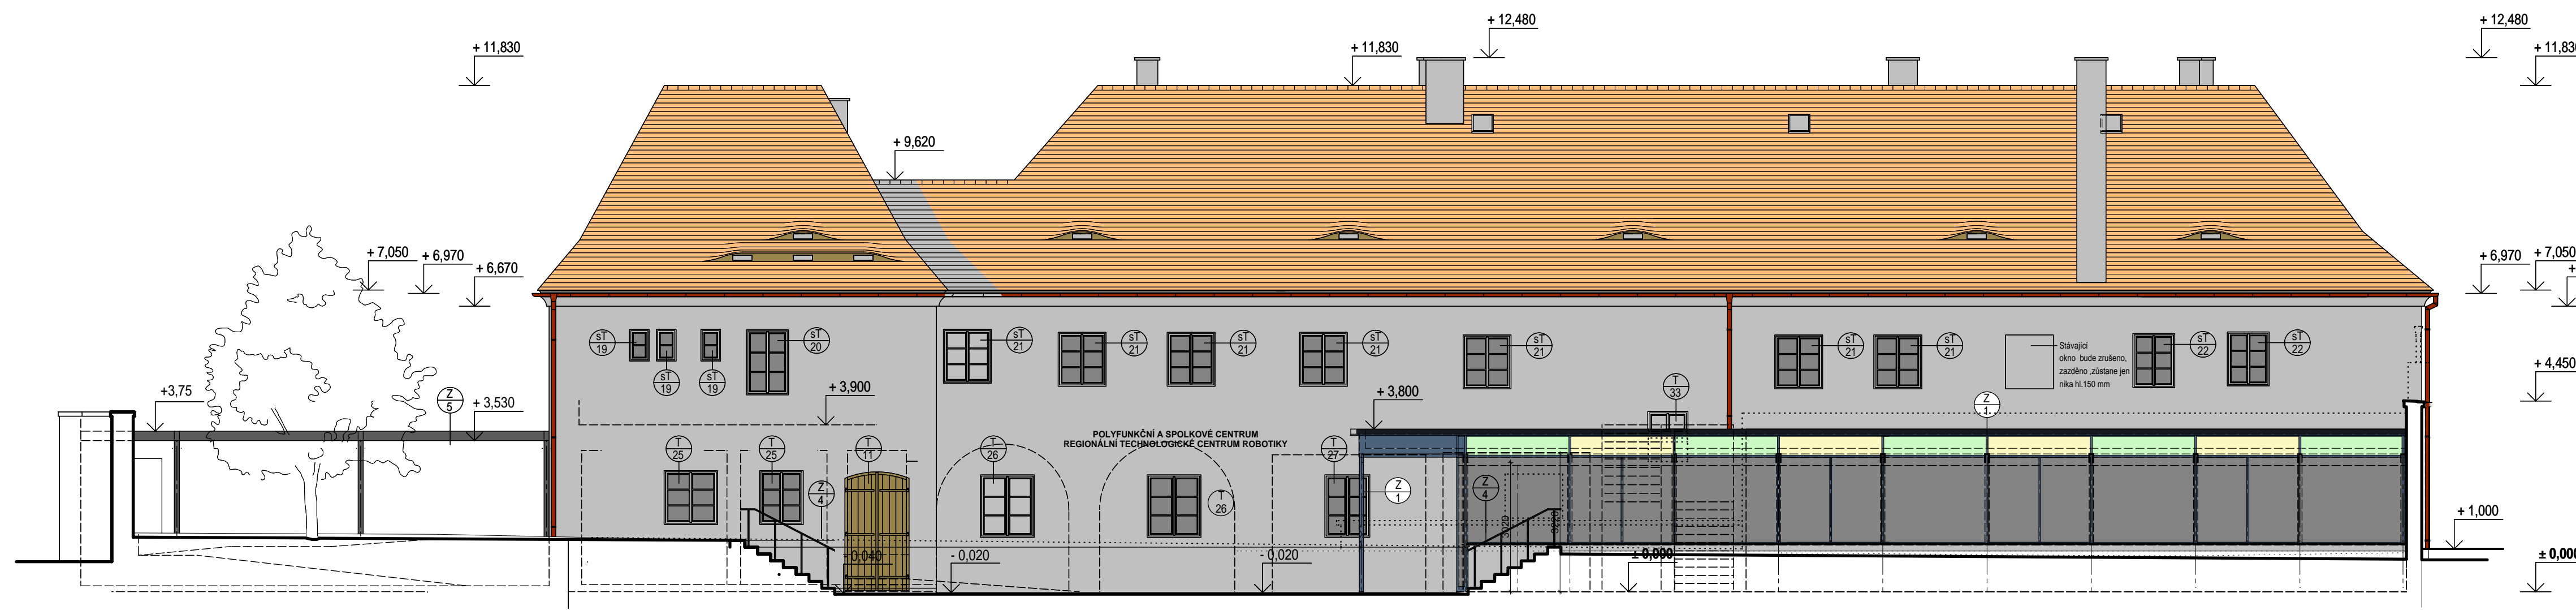 + 12,480
+ 12,480
+ 11,830
+ 11,830
+ 9,620
+ 7,050
+ 6,970
+ 6,670
+ 6,970
+ 7,050
sT
19
sT
19
sT
19
sT
20
sT
21
sT
21
sT
21
sT
21
sT
21
sT
21
sT
21
Stávající
okno bude zrušeno,
zazděno ,zůstane jen
nika hl.150 mm
sT
22
sT
22
+ 4,450
+3,75
Z
5
+ 3,530
+ 3,900
+ 3,800
T
33
Z
1
POLYFUNKČNÍ A SPOLKOVÉ CENTRUM
REGIONÁLNÍ TECHNOLOGICKÉ CENTRUM ROBOTIKY
T
25
T
25
T
11
T
26
T
26
T
27
Z
4
Z
1
Z
4
+ 1,000
- 0,040
- 0,020
- 0,020
± 0,000
± 0,000